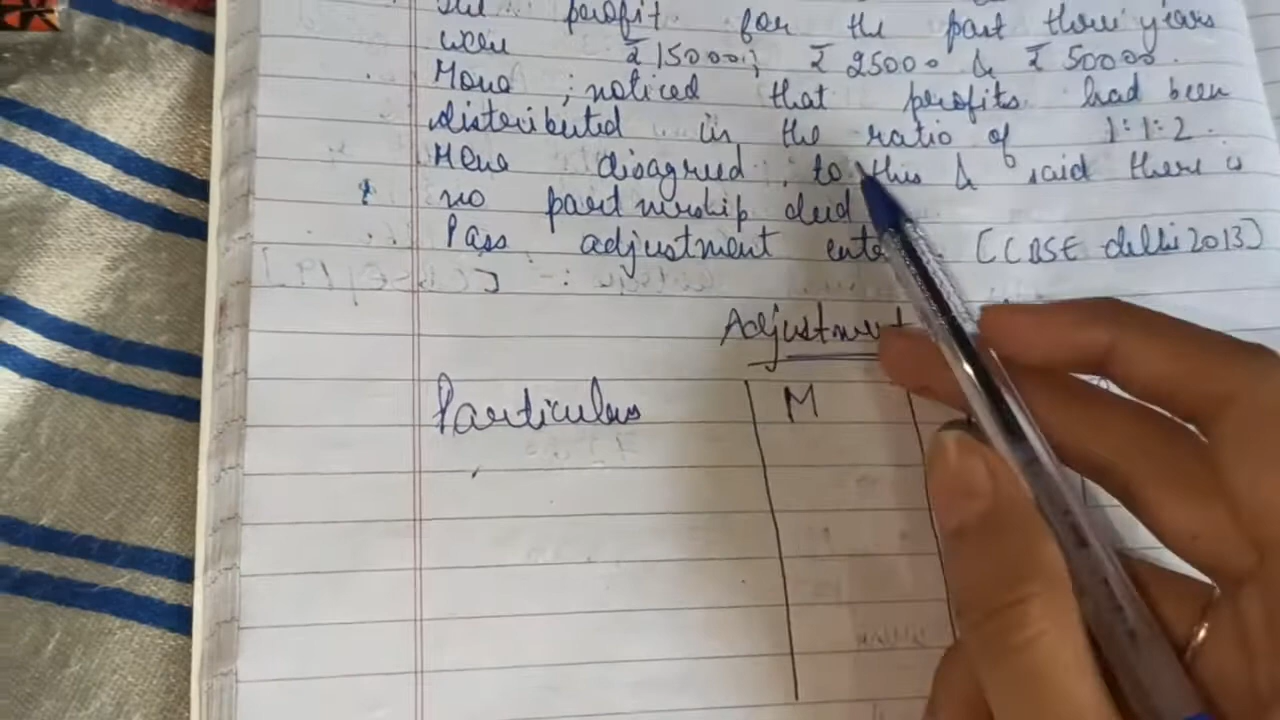 The profit for the past three years
were ₹ 15000; ₹ 25000 & ₹ 50000.
Mona ; noticed that profits had been
distributed in the ratio of 1:1:2.
Mona disagreed to this & said there is
no partnership deed
Pass adjustment [CBSE delhi 2013]
Adjustment
Particulars M